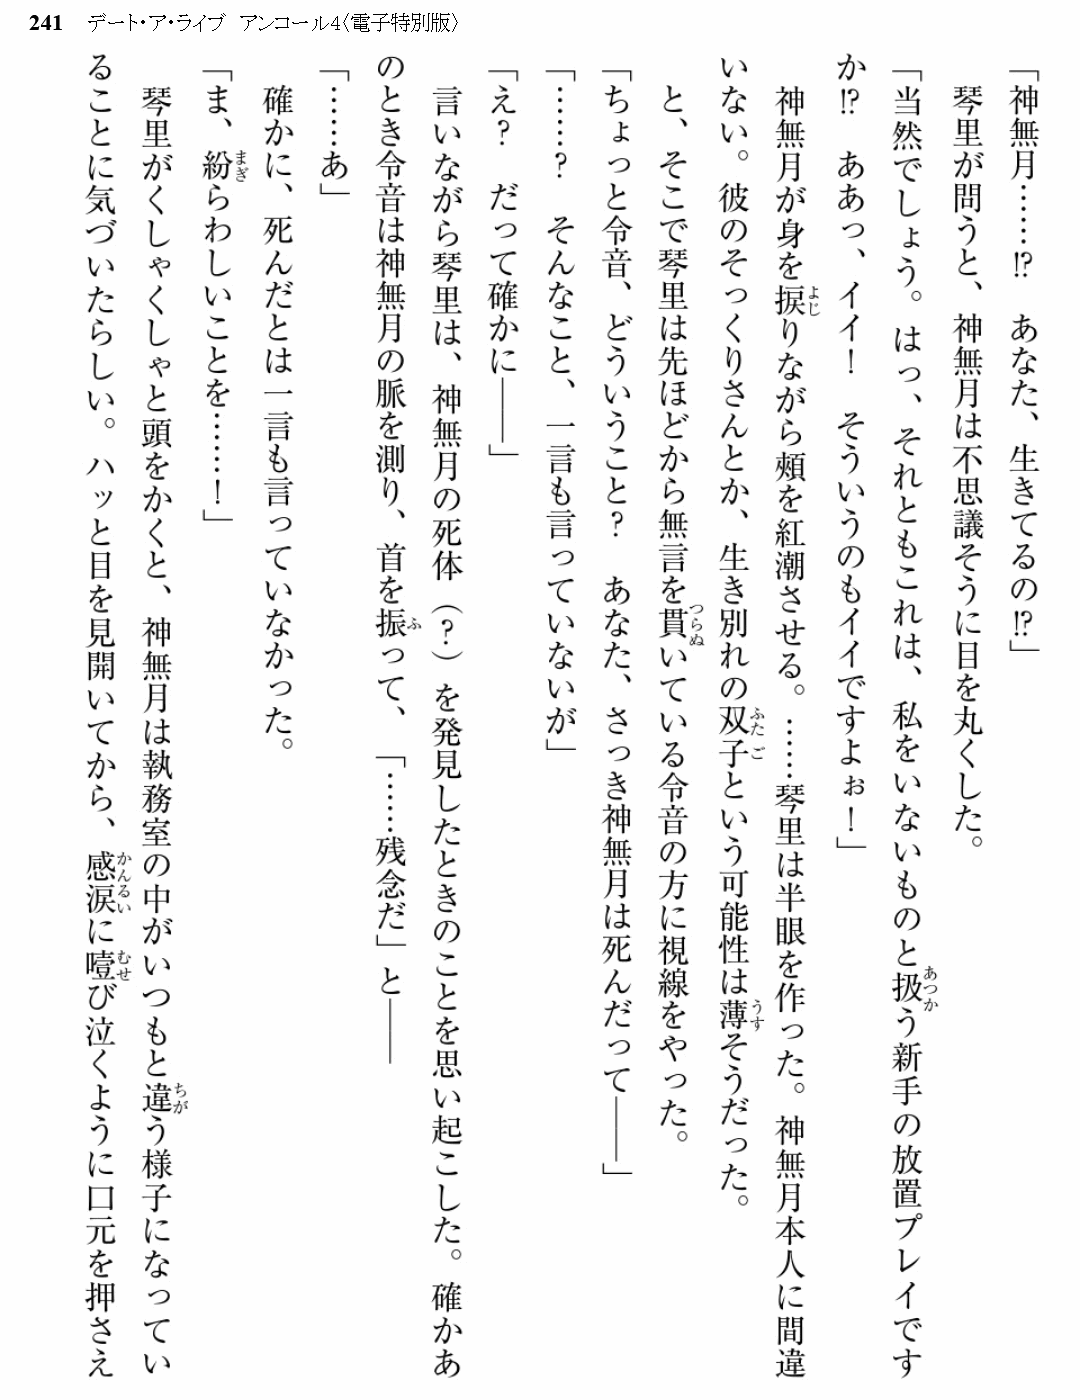 241 デート・ア・ライブ アンコール4〈電子特別版〉
「神無月……!? あなた、生きてるの!?」
琴里が問うと、神無月は不思議そうに目を丸くした。
「当然でしょう。はっ、それともこれは、私をいないものと扱う新手の放置プレイです
か!? ああっ、イイ! そういうのもイイですよぉ!」
神無月が身を捩りながら頰を紅潮させる。……琴里は半眼を作った。神無月本人に間違
いない。彼のそっくりさんとか、生き別れの双子という可能性は薄そうだった。
と、そこで琴里は先ほどから無言を貫いている令音の方に視線をやった。
「ちょっと令音、どういうこと? あなた、さっき神無月は死んだって――」
「……? そんなこと、一言も言っていないが」
「え? だって確かに――」
言いながら琴里は、神無月の死体(?)を発見したときのことを思い起こした。確かあ
のとき令音は神無月の脈を測り、首を振って、「……残念だ」と――
「……あ」
確かに、死んだとは一言も言っていなかった。
「ま、紛らわしいことを……!」
琴里がくしゃくしゃと頭をかくと、神無月は執務室の中がいつもと違う様子になってい
ることに気づいたらしい。ハッと目を見開いてから、感涙に噎び泣くように口元を押さえ